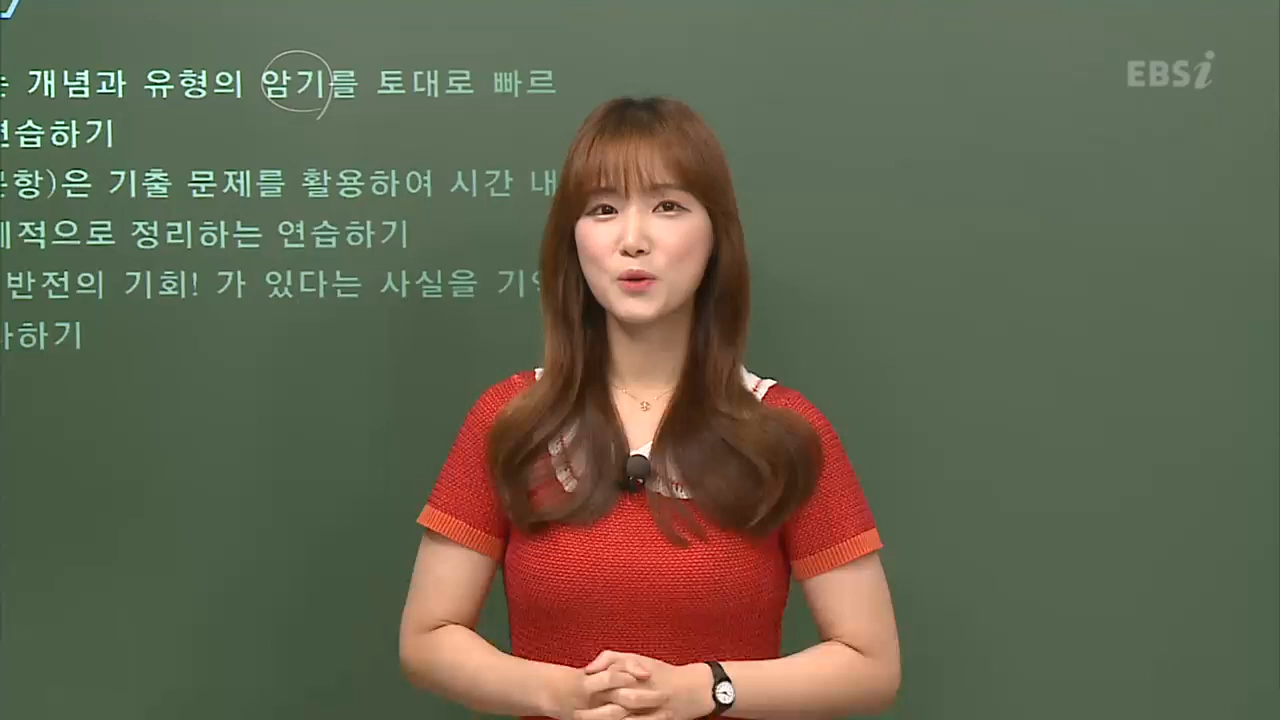 개념과 유형의 암기를 토대로 빠르
연습하기
문항)은 기출 문제를 활용하여 시간 내
체적으로 정리하는 연습하기
반전의 기회! 가 있다는 사실을
하기
EBSi